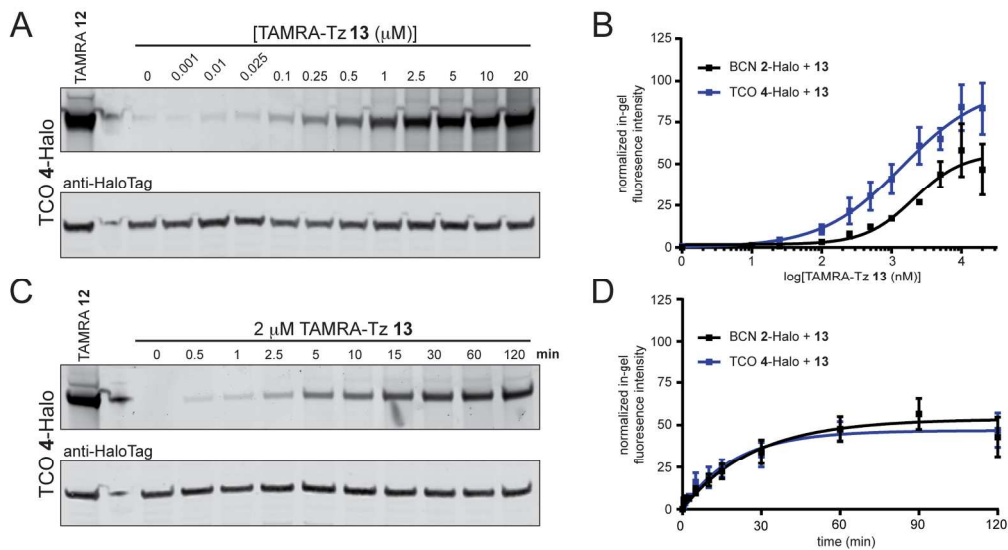 A
TAMRA 12
[TAMRA-Tz 13 (μM)]
0 0.001 0.01 0.025 0.1 0.25 0.5 1 2.5 5 10 20
TCO 4-Halo
anti-HaloTag
B
125
100
75
50
25
0
normalized in-gel
fluoresence intensity
BCN 2-Halo + 13
TCO 4-Halo + 13
0 1 2 3 4
log[TAMRA-Tz 13 (nM)]
C
TAMRA 12
2 μM TAMRA-Tz 13
0 0.5 1 2.5 5 10 15 30 60 120 min
TCO 4-Halo
anti-HaloTag
D
125
100
75
50
25
0
normalized in-gel
fluoresence intensity
BCN 2-Halo + 13
TCO 4-Halo + 13
0 30 60 90 120
time (min)